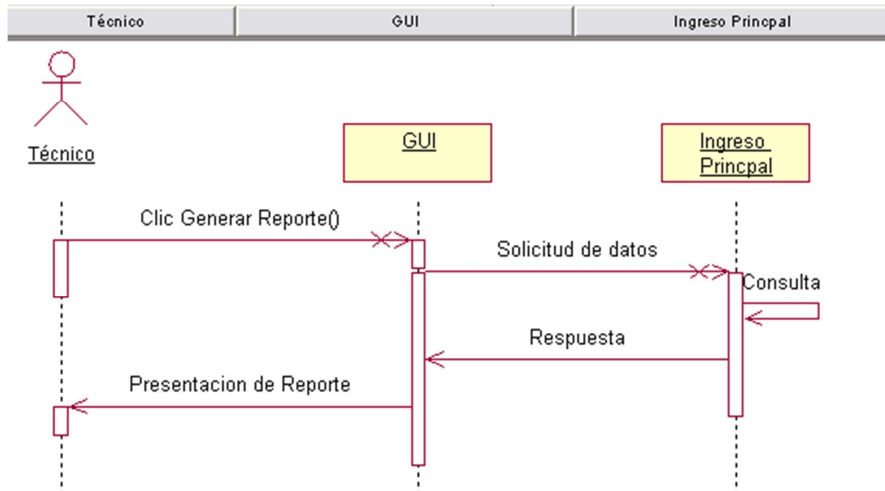 Técnico
GUI
Ingreso Princpal
Técnico
GUI
Ingreso
Princpal
Clic Generar Reporte()
Solicitud de datos
Consulta
Respuesta
Presentacion de Reporte